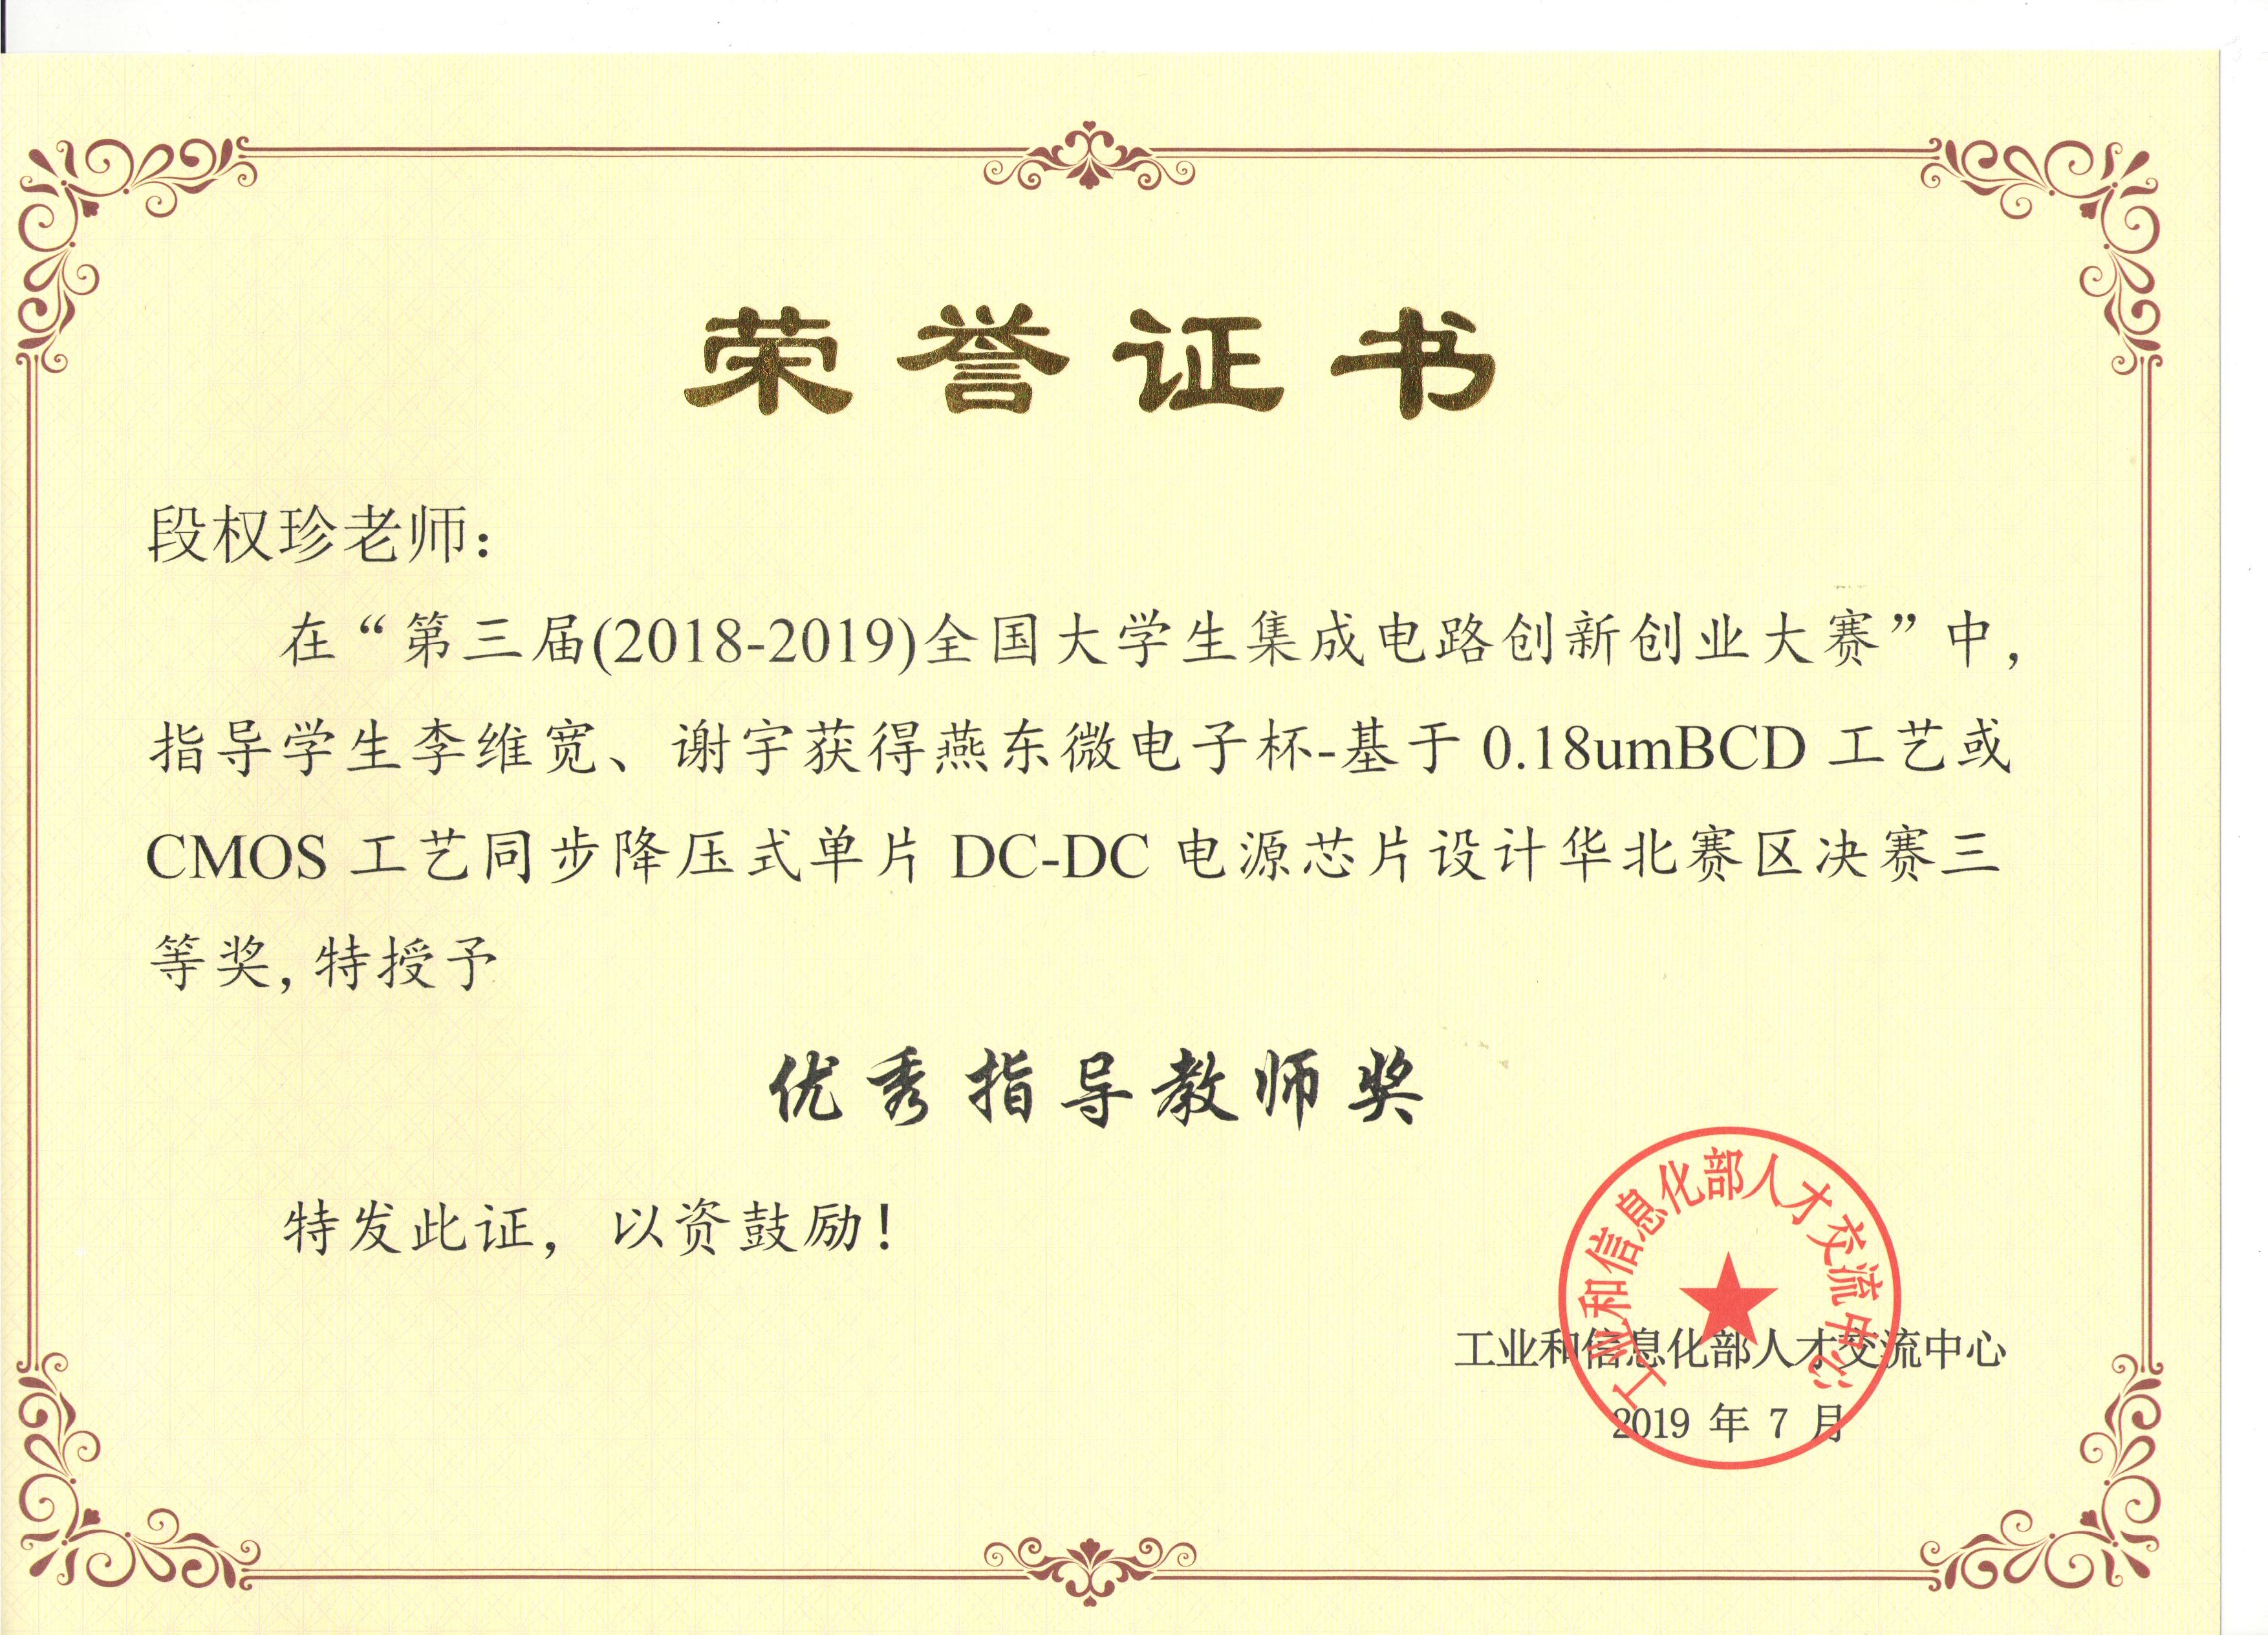 荣誉证书
段权珍老师：
在“第三届(2018-2019)全国大学生集成电路创新创业大赛”中，
指导学生李维宽、谢宇获得燕东微电子杯-基于 0.18umBCD 工艺或
CMOS 工艺同步降压式单片 DC-DC 电源芯片设计华北赛区决赛三
等奖，特授予
优秀指导教师奖
特发此证，以资鼓励！
工业和信息化部人才交流中心
工业和信息化部人才交流中心
2019 年 7 月